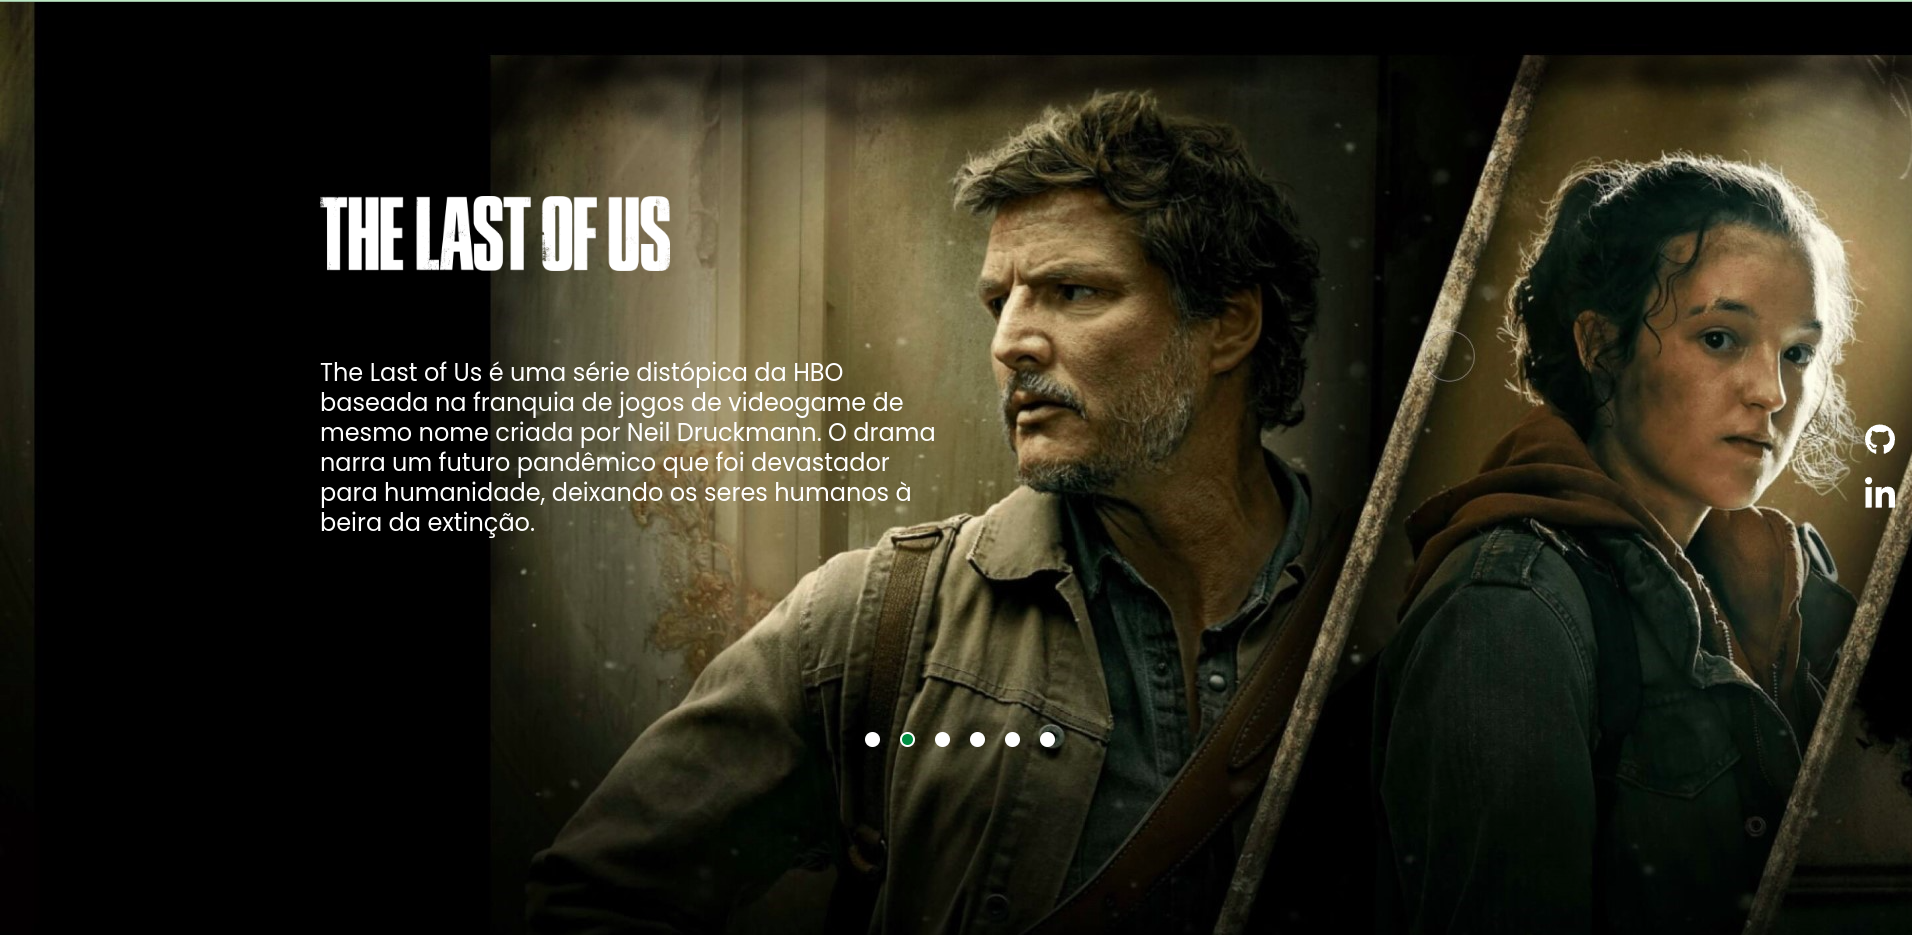 THE LAST OF US
The Last of Us é uma série distópica da HBO
baseada na franquia de jogos de videogame de
mesmo nome criada por Neil Druckmann. O drama
narra um futuro pandêmico que foi devastador
para humanidade, deixando os seres humanos à
beira da extinção.
in